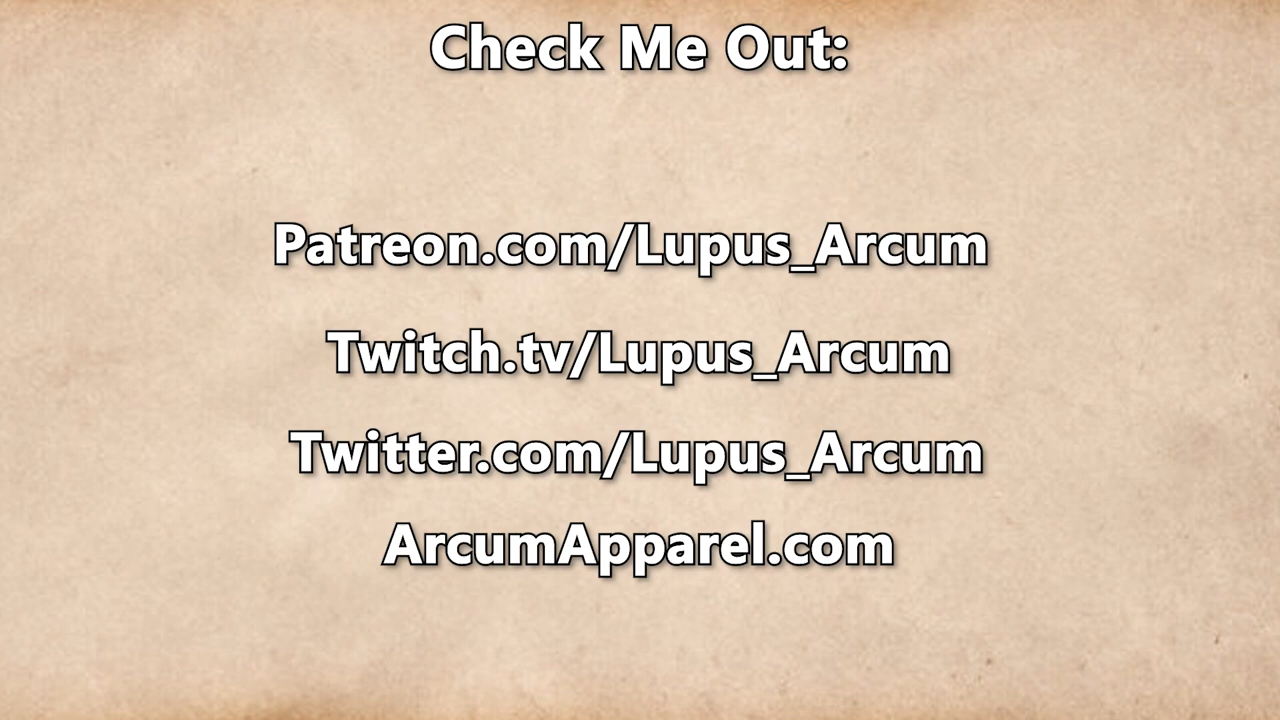 Check Me Out:
Patreon.com/Lupus_Arcum
Twitch.tv/Lupus_Arcum
Twitter.com/Lupus_Arcum
ArcumApparel.com